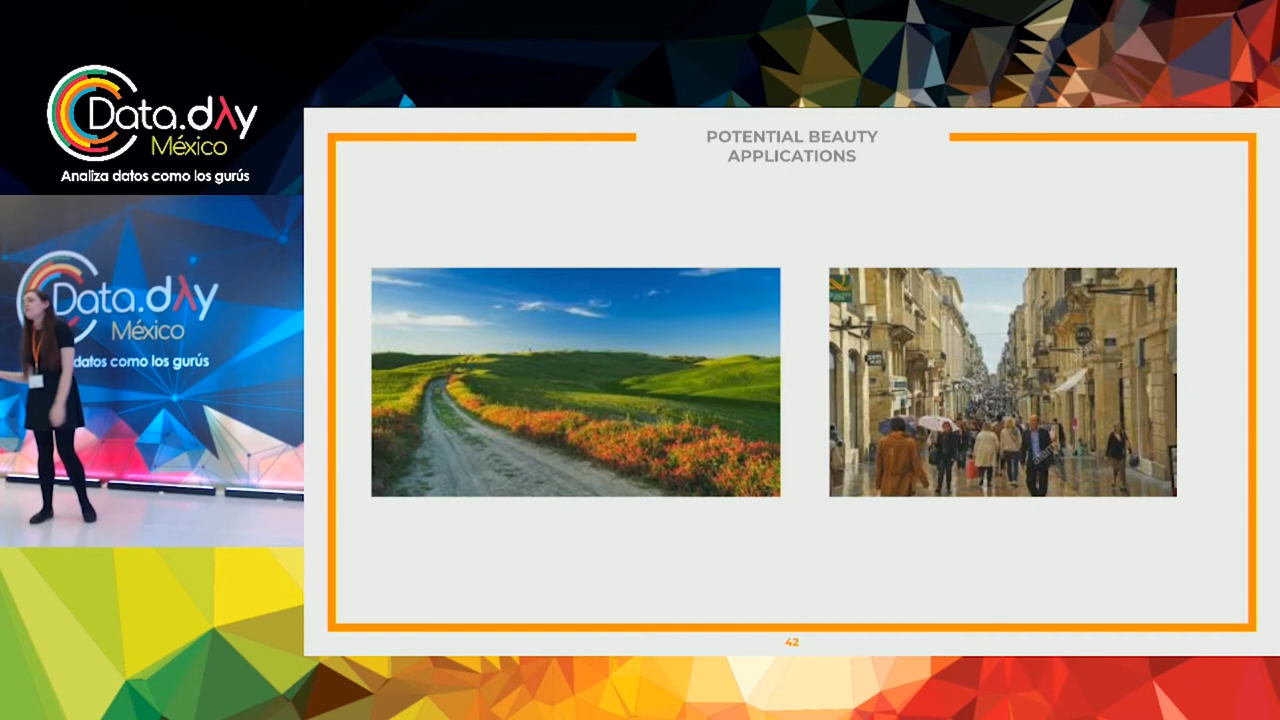 Data.dλy
México
Analiza datos como los gurús
Data.dλy
México
datos como los gurús
POTENTIAL BEAUTY
APPLICATIONS
42